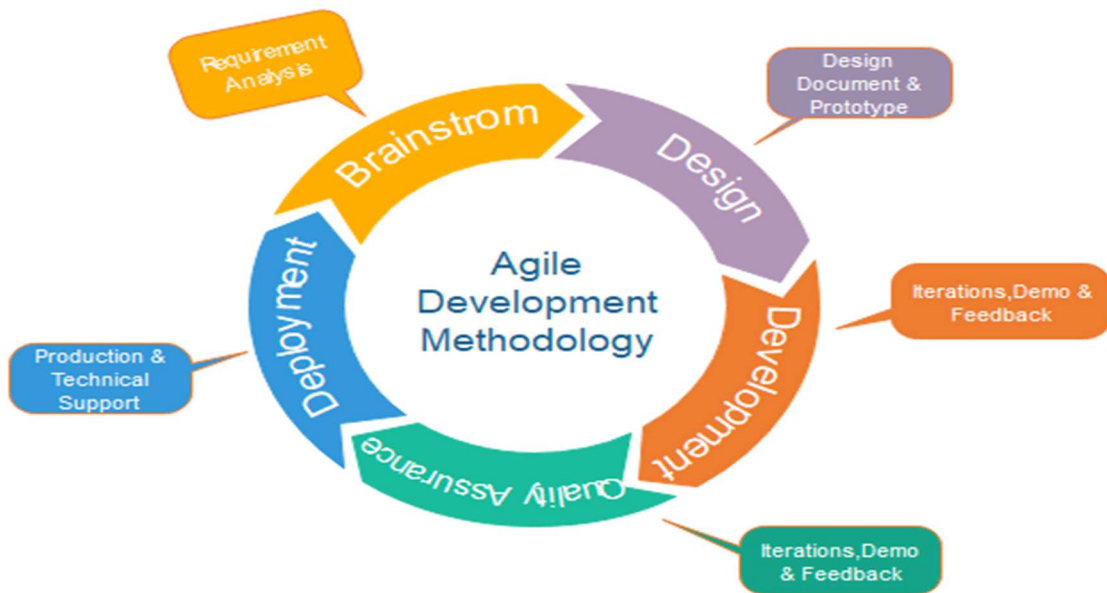 Requirement
Analysis
Brainstrom
Design
Document &
Prototype
Design
Agile
Development
Methodology
Iterations,Demo &
Feedback
Development
Production &
Technical
Support
Deployment
Quality Assurance
Iterations,Demo
& Feedback